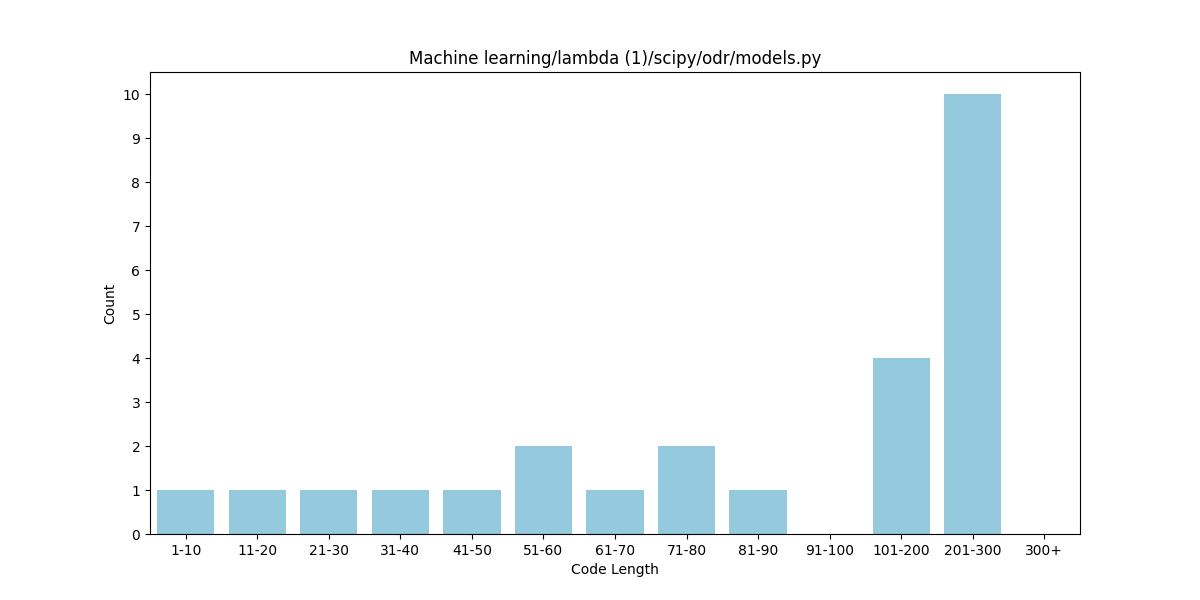 Machine learning/lambda (1)/scipy/odr/models.py
10
9
8
7
6
5
4
3
2
1
0
Count
1-10 11-20 21-30 31-40 41-50 51-60 61-70 71-80 81-90 91-100 101-200 201-300 300+
Code Length